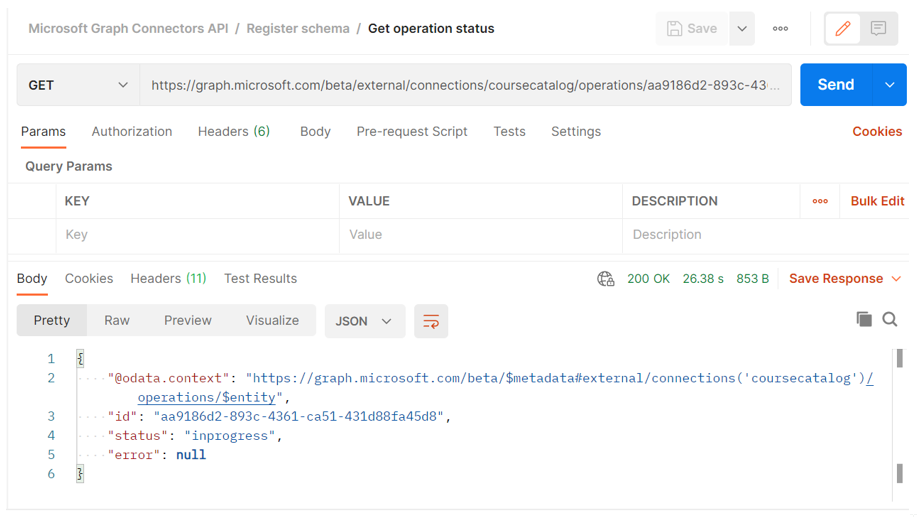 Microsoft Graph Connectors API / Register schema / Get operation status
Save
GET
https://graph.microsoft.com/beta/external/connections/coursecatalog/operations/aa9186d2-893c-43...
Send
Params Authorization Headers (6) Body Pre-request Script Tests Settings Cookies
Query Params
KEY VALUE DESCRIPTION Bulk Edit
Key Value Description
Body Cookies Headers (11) Test Results 200 OK 26.38 s 853 B Save Response
Pretty Raw Preview Visualize JSON
1 {
2 "@odata.context": "https://graph.microsoft.com/beta/$metadata#external/connections('coursecatalog')/
operations/$entity",
3 "id": "aa9186d2-893c-4361-ca51-431d88fa45d8",
4 "status": "inprogress",
5 "error": null
6 }